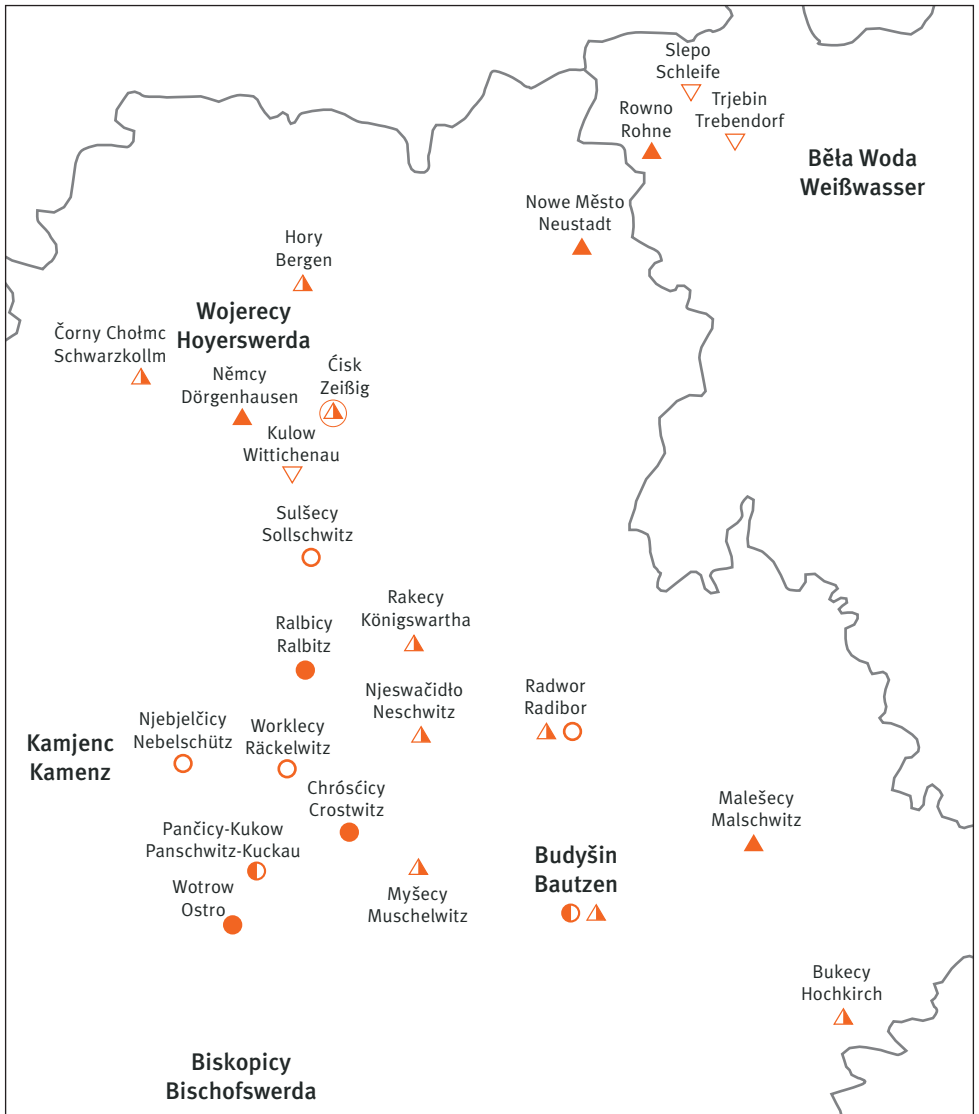 Slepo
Schleife
Trjebin
Trebendorf
Rowno
Rohne
Běła Woda
Weißwasser
Nowe Město
Neustadt
Hory
Bergen
Wojerecy
Hoyerswerda
Čorny Chołmc
Schwarzkollm
Němcy
Dörgenhausen
Ćisk
Zeißig
Kulow
Wittichenau
Sulšecy
Sollschwitz
Rakecy
Königswartha
Ralbicy
Ralbitz
Njeswačidło
Neschwitz
Radwor
Radibor
Njebjelčicy
Nebelschütz
Worklecy
Räckelwitz
Kamjenc
Kamenz
Chrósćicy
Crostwitz
Malešecy
Malschwitz
Pančicy-Kukow
Panschwitz-Kuckau
Budyšin
Bautzen
Wotrow
Ostro
Myšecy
Muschelwitz
Bukecy
Hochkirch
Biskopicy
Bischofswerda